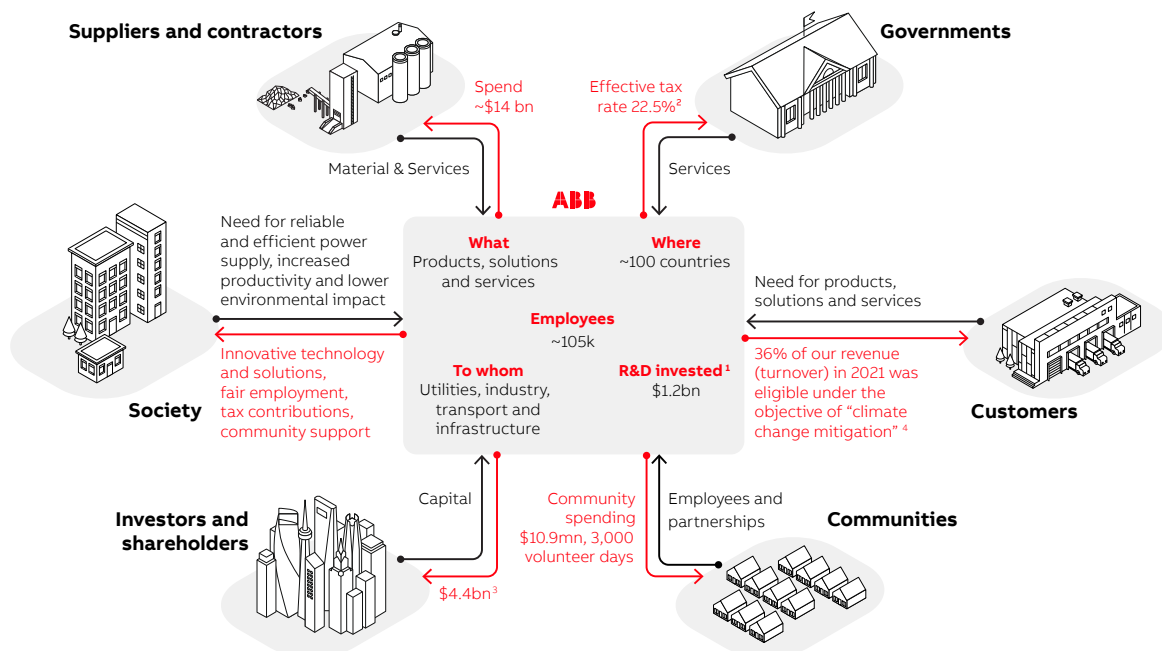 Suppliers and contractors
Spend
~$14 bn
Material & Services
Governments
Effective tax
rate 22.5%²
Services
ABB
What
Products, solutions
and services
Where
~100 countries
Employees
~105k
To whom
Utilities, industry,
transport and
infrastructure
R&D invested¹
$1.2bn
Need for reliable
and efficient power
supply, increased
productivity and lower
environmental impact
Innovative technology
and solutions,
fair employment,
tax contributions,
community support
Society
Need for products,
solutions and services
36% of our revenue
(turnover) in 2021 was
eligible under the
objective of “climate
change mitigation” ⁴
Customers
Investors and
shareholders
Capital
$4.4bn³
Community
spending
$10.9mn, 3,000
volunteer days
Employees and
partnerships
Communities